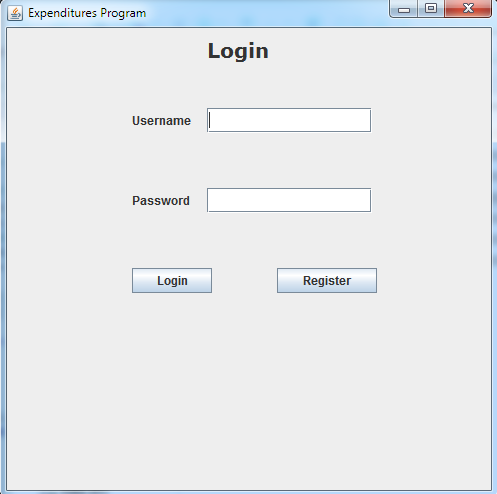 Expenditures Program
Login
Username
Password
Login Register